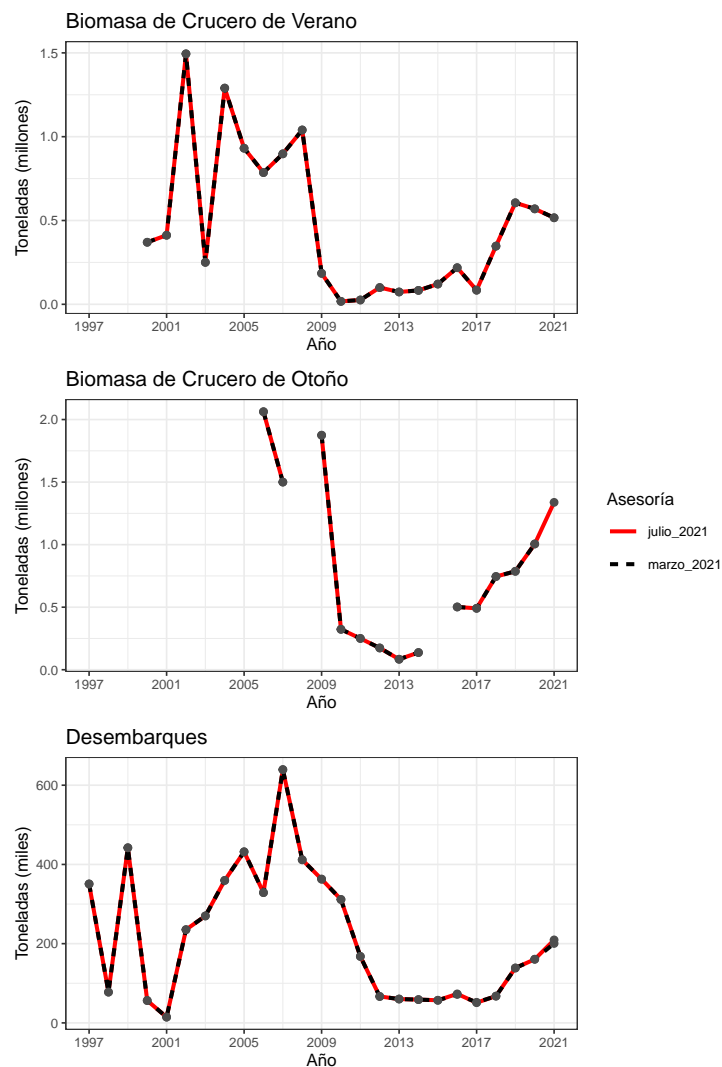 Biomasa de Crucero de Verano
Toneladas (millones)
1.5
1.0
0.5
0.0
1997 2001 2005 2009 2013 2017 2021
Año
Biomasa de Crucero de Otoño
Toneladas (millones)
2.0
1.5
1.0
0.5
0.0
1997 2001 2005 2009 2013 2017 2021
Año
Asesoría
julio_2021
marzo_2021
Desembarques
Toneladas (miles)
600
400
200
0
1997 2001 2005 2009 2013 2017 2021
Año